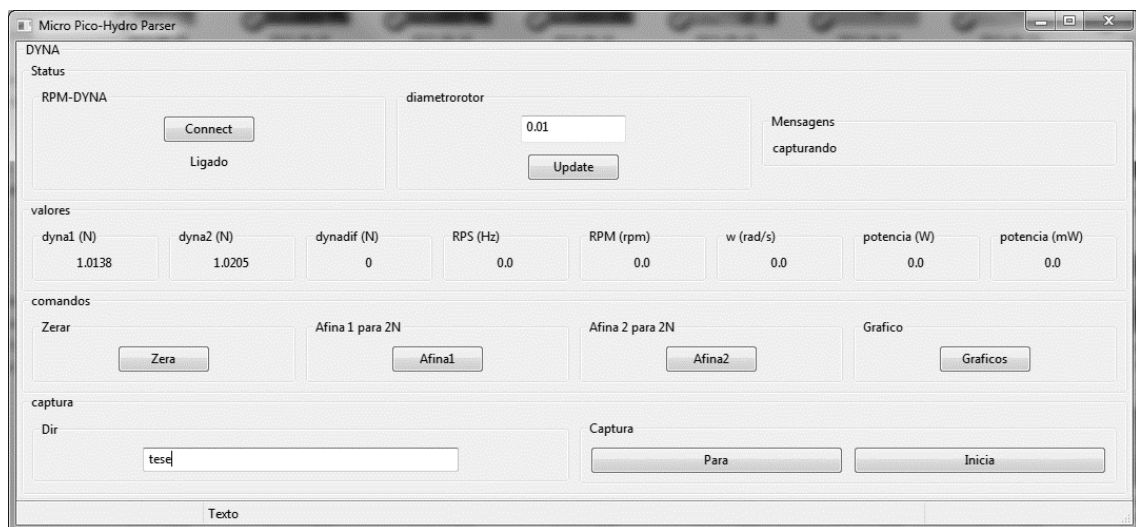 Micro Pico-Hydro Parser
DYNA
Status
RPM-DYNA
Connect
Ligado
diametrorotor
0.01
Update
Mensagens
capturando
valores
dyna1 (N) dyna2 (N) dynadif (N) RPS (Hz) RPM (rpm) w (rad/s) potencia (W) potencia (mW)
1.0138 1.0205 0 0.0 0.0 0.0 0.0 0.0
comandos
Zerar Afina 1 para 2N Afina 2 para 2N Grafico
Zera Afina1 Afina2 Graficos
captura
Dir
tese
Captura
Para Inicia
Texto